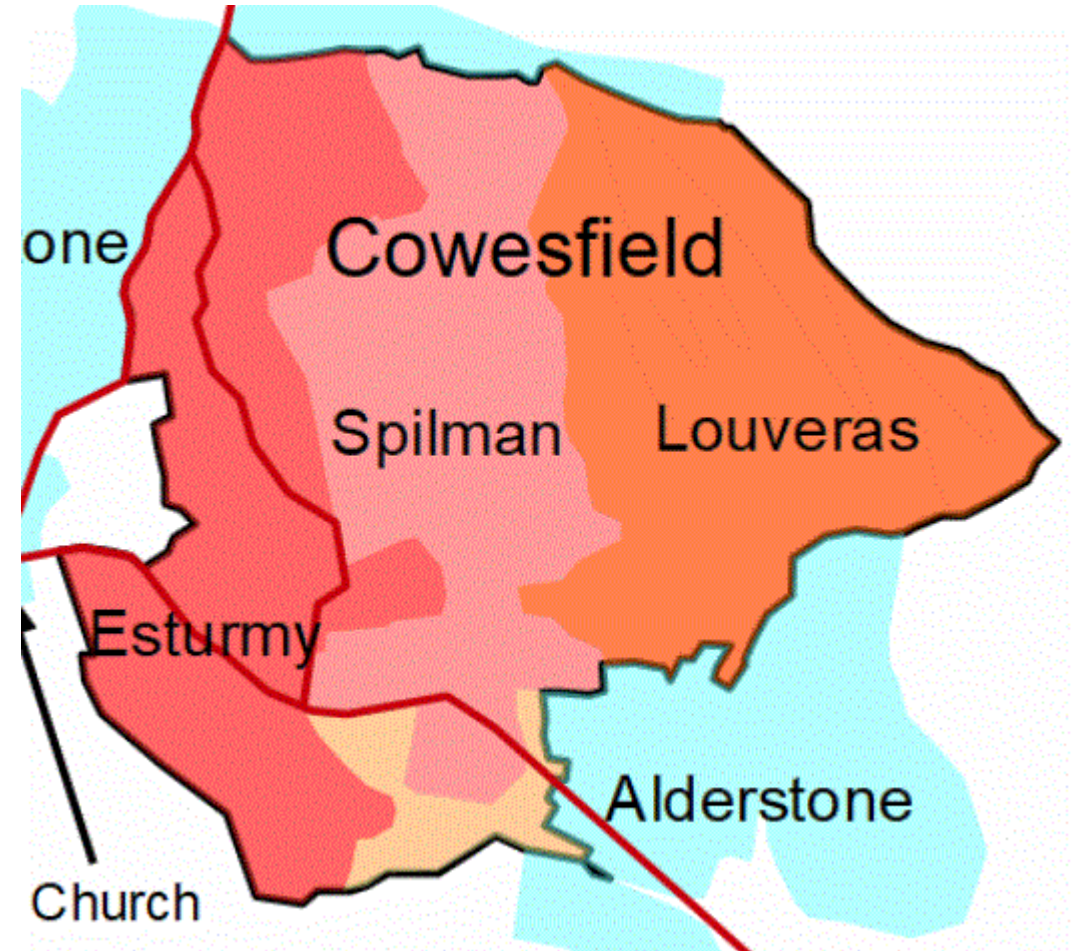 one
Cowesfield
Spilman
Louveras
Esturmy
Alderstone
Church